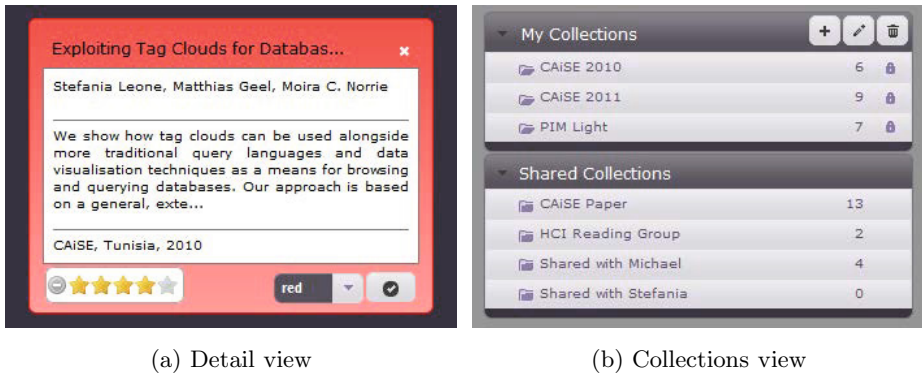 Exploiting Tag Clouds for Databas...
Stefania Leone, Matthias Geel, Moira C. Norrie
We show how tag clouds can be used alongside
more traditional query languages and data
visualisation techniques as a means for browsing
and querying databases. Our approach is based
on a general, exte...
CAiSE, Tunisia, 2010
red
(a) Detail view
My Collections
CAiSE 2010 6
CAiSE 2011 9
PIM Light 7
Shared Collections
CAiSE Paper 13
HCI Reading Group 2
Shared with Michael 4
Shared with Stefania 0
(b) Collections view